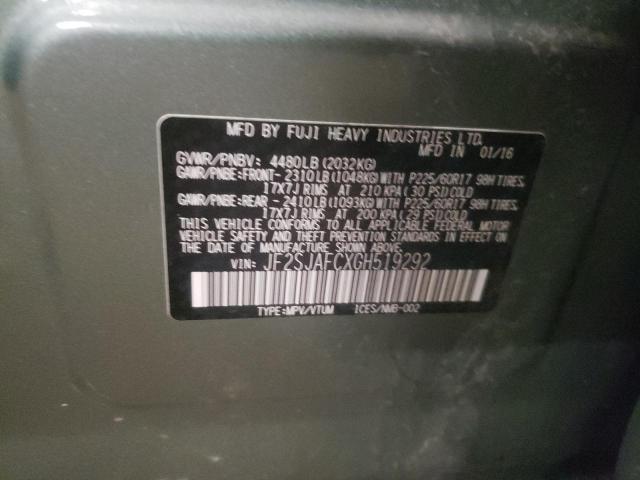 MFD BY FUJI HEAVY INDUSTRIES LTD.
MFD IN 01/16
GVWR/PNBV: 4480LB(2032KG)
GAWR/PNBE:FRONT-2310LB(1048KG)WITH P225/60R17 98H TIRES,
17X7J RIMS AT 210 KPA(30 PSI)COLD
GAWR/PNBE:REAR -2410LB(1093KG)WITH P225/60R17 98H TIRES,
17X7J RIMS AT 200 KPA(29 PSI)COLD
THIS VEHICLE CONFORMS TO ALL APPLICABLE FEDERAL MOTOR
VEHICLE SAFETY AND THEFT PREVENTION STANDARDS IN EFFECT ON
THE DATE OF MANUFACTURE SHOWN ABOVE.
VIN: JF2SJAFCXGH519292
TYPE:MPV/VTUM ICES/NMB-002